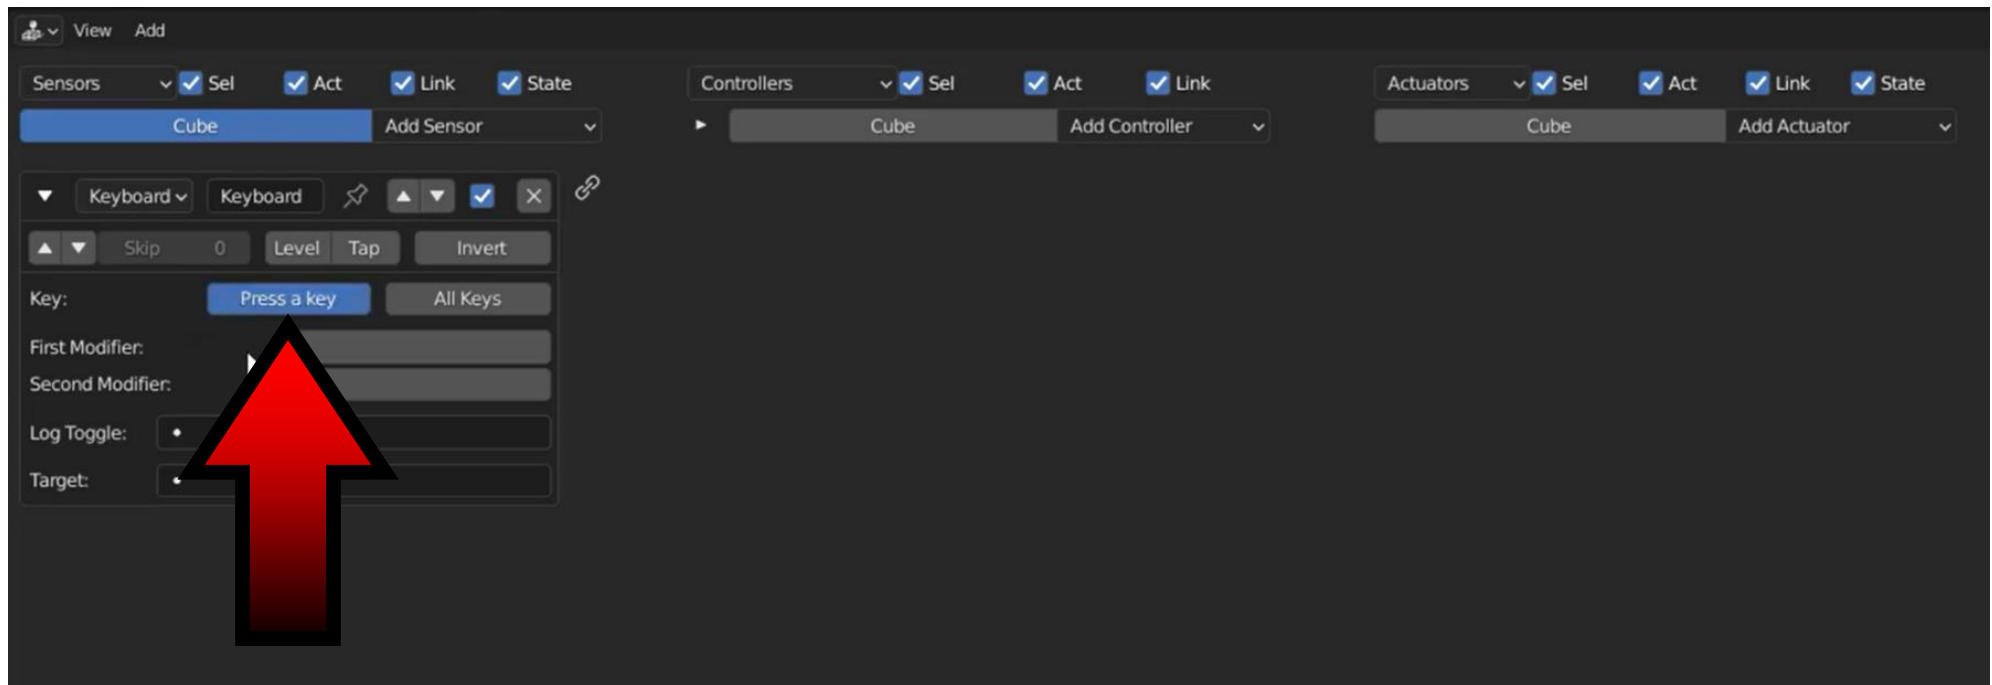 View Add
Sensors Sel Act Link State Controllers Sel Act Link Actuators Sel Act Link State
Cube Add Sensor Cube Add Controller Cube Add Actuator
Keyboard Keyboard
Skip 0 Level Tap Invert
Key: Press a key All Keys
First Modifier:
Second Modifier:
Log Toggle:
Target: